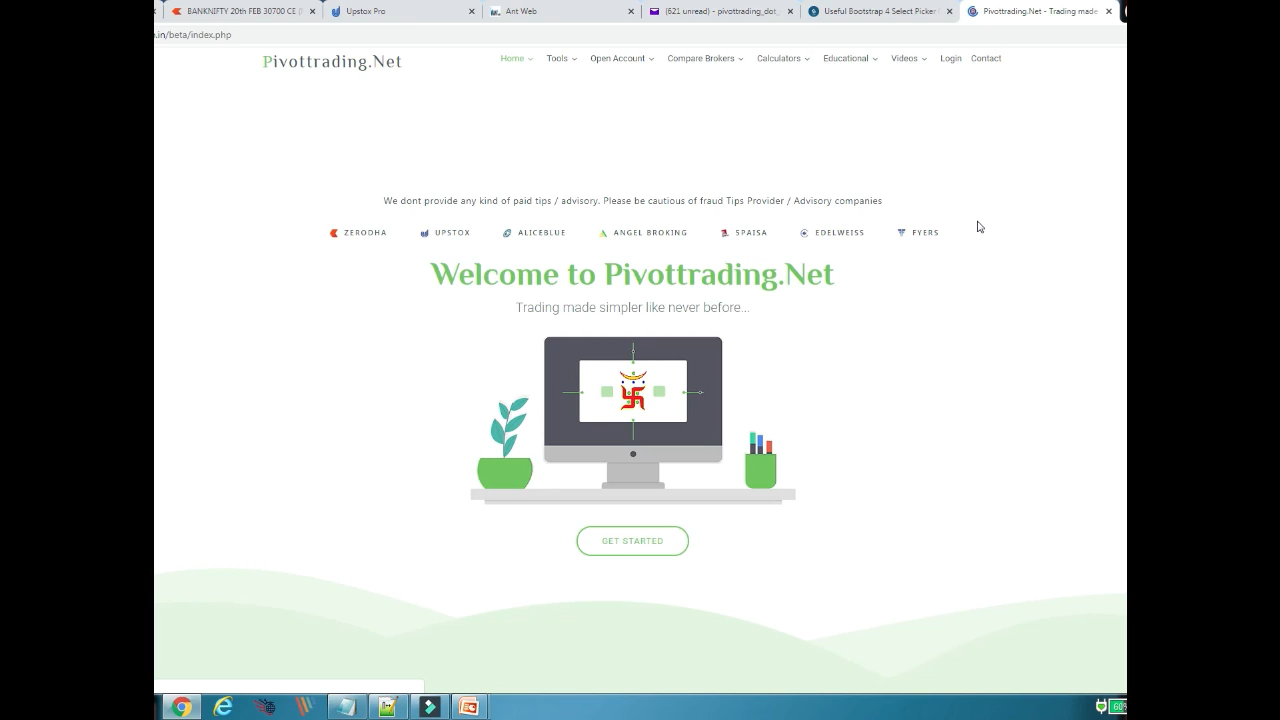 BANKNIFTY 20th FEB 30700 CE (
Upstox Pro
Ant Web
(621 unread) - pivottrading_dot_
Useful Bootstrap 4 Select Picker
Pivottrading.Net - Trading made
.in/beta/index.php
Pivottrading.Net
Home
Tools
Open Account
Compare Brokers
Calculators
Educational
Videos
Login
Contact
We dont provide any kind of paid tips / advisory. Please be cautious of fraud Tips Provider / Advisory companies
ZERODHA
UPSTOX
ALICEBLUE
ANGEL BROKING
5PAISA
EDELWEISS
FYERS
Welcome to Pivottrading.Net
Trading made simpler like never before...
GET STARTED